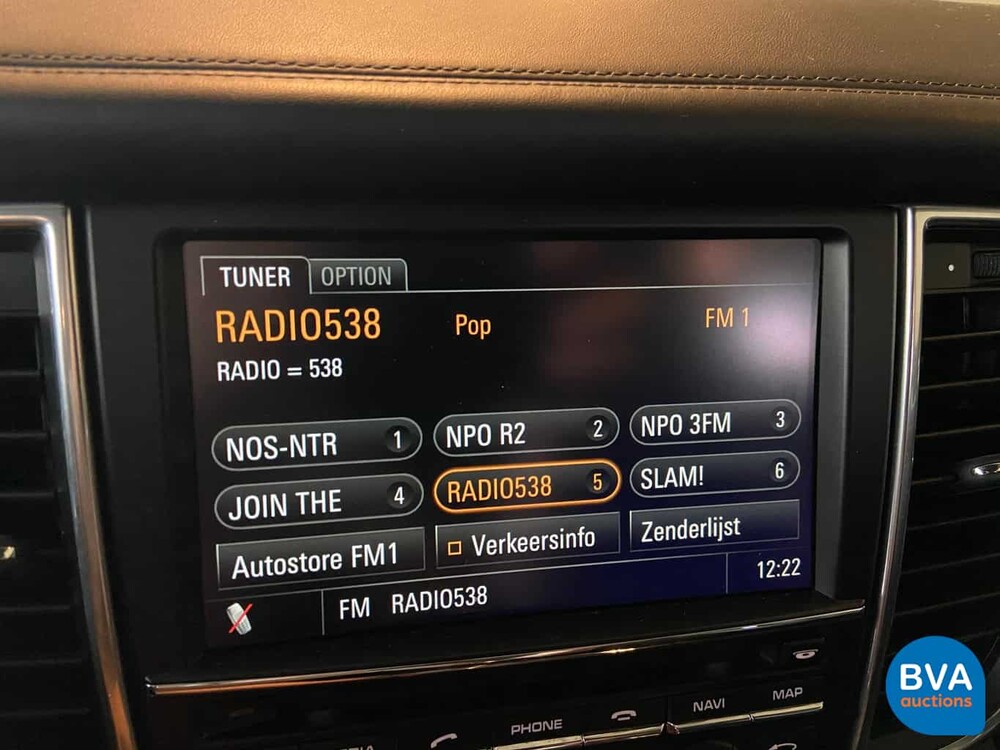 TUNER OPTION
RADIO538 Pop FM 1
RADIO = 538
NOS-NTR 1 NPO R2 2 NPO 3FM 3
JOIN THE 4 RADIO538 5 SLAM! 6
Autostore FM1 Verkeersinfo Zenderlijst
FM RADIO538 12:22
PHONE NAVI MAP
BVA
auctions